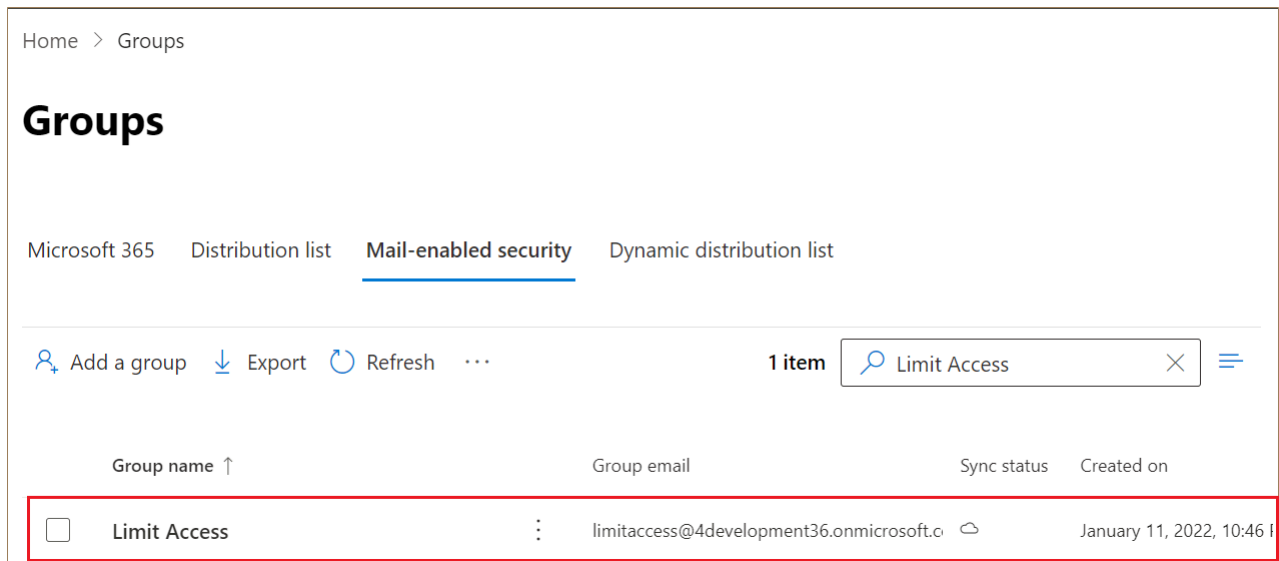 Home > Groups
Groups
Microsoft 365 Distribution list Mail-enabled security Dynamic distribution list
Add a group Export Refresh ... 1 item Limit Access
Group name ↑ Group email Sync status Created on
Limit Access limitaccess@4development36.onmicrosoft.c January 11, 2022, 10:46